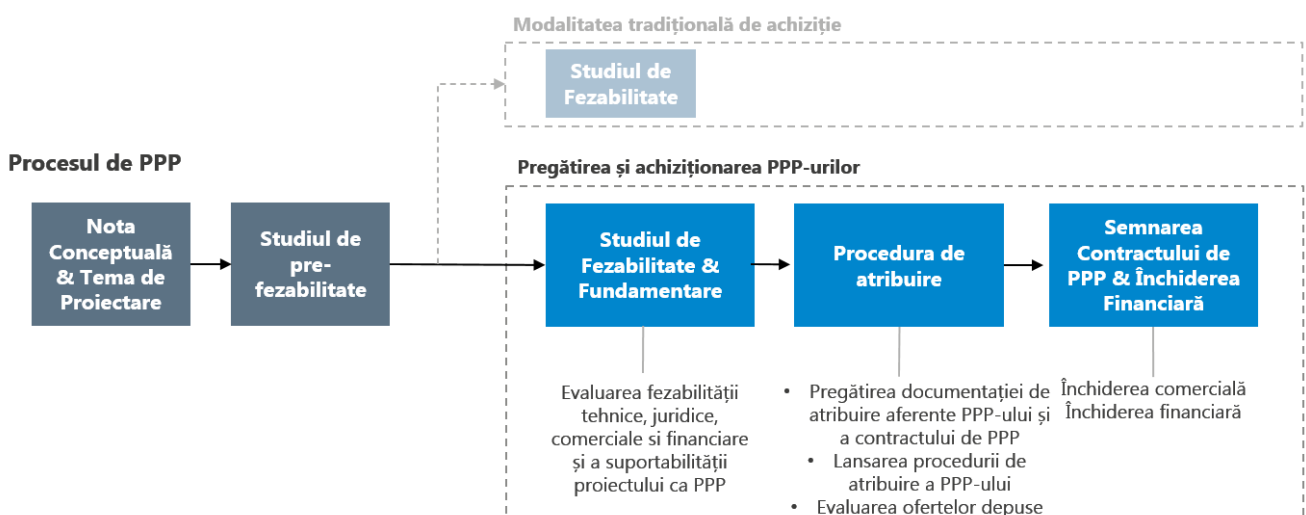 Modalitatea tradițională de achiziție
Studiul de
Fezabilitate
Procesul de PPP
Pregătirea și achiziționarea PPP-urilor
Nota
Conceptuală
& Tema de
Proiectare
Studiul de
pre-
fezabilitate
Studiul de
Fezabilitate &
Fundamentare
Procedura de
atribuire
Semnarea
Contractului de
PPP & Închiderea
Financiară
Evaluarea fezabilității
tehnice, juridice,
comerciale si financiare
și a suportabilității
proiectului ca PPP
• Pregătirea documentației de
atribuire aferente PPP-ului și
a contractului de PPP
• Lansarea procedurii de
atribuire a PPP-ului
• Evaluarea ofertelor depuse
Închiderea comercială
Închiderea financiară